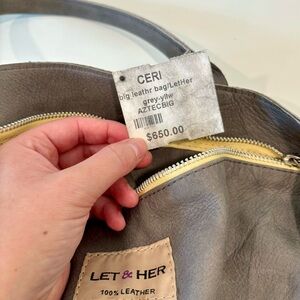 CERI
big leathr bag/LetHer
grey-yllw
AZTECBIG
$650.00
LET & HER
100% LEATHER